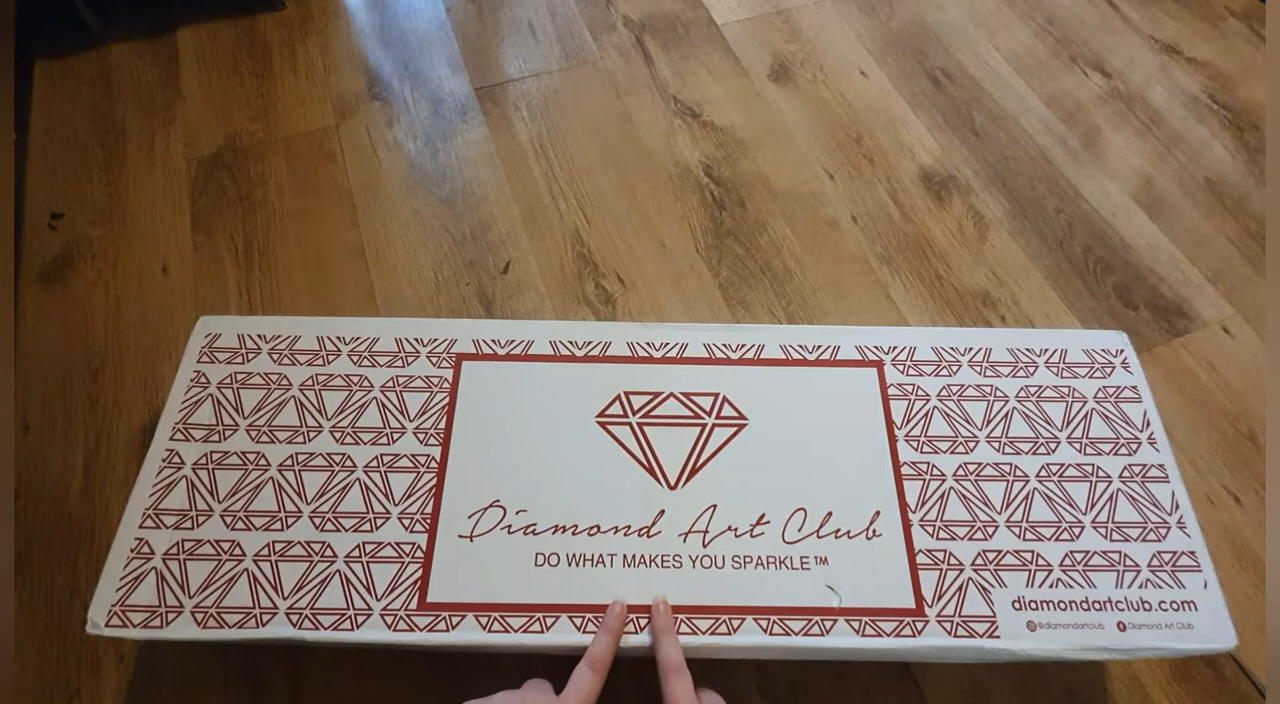 Diamond Art Club
DO WHAT MAKES YOU SPARKLE™
diamondartclub.com
@diamondartclub Diamond Art Club